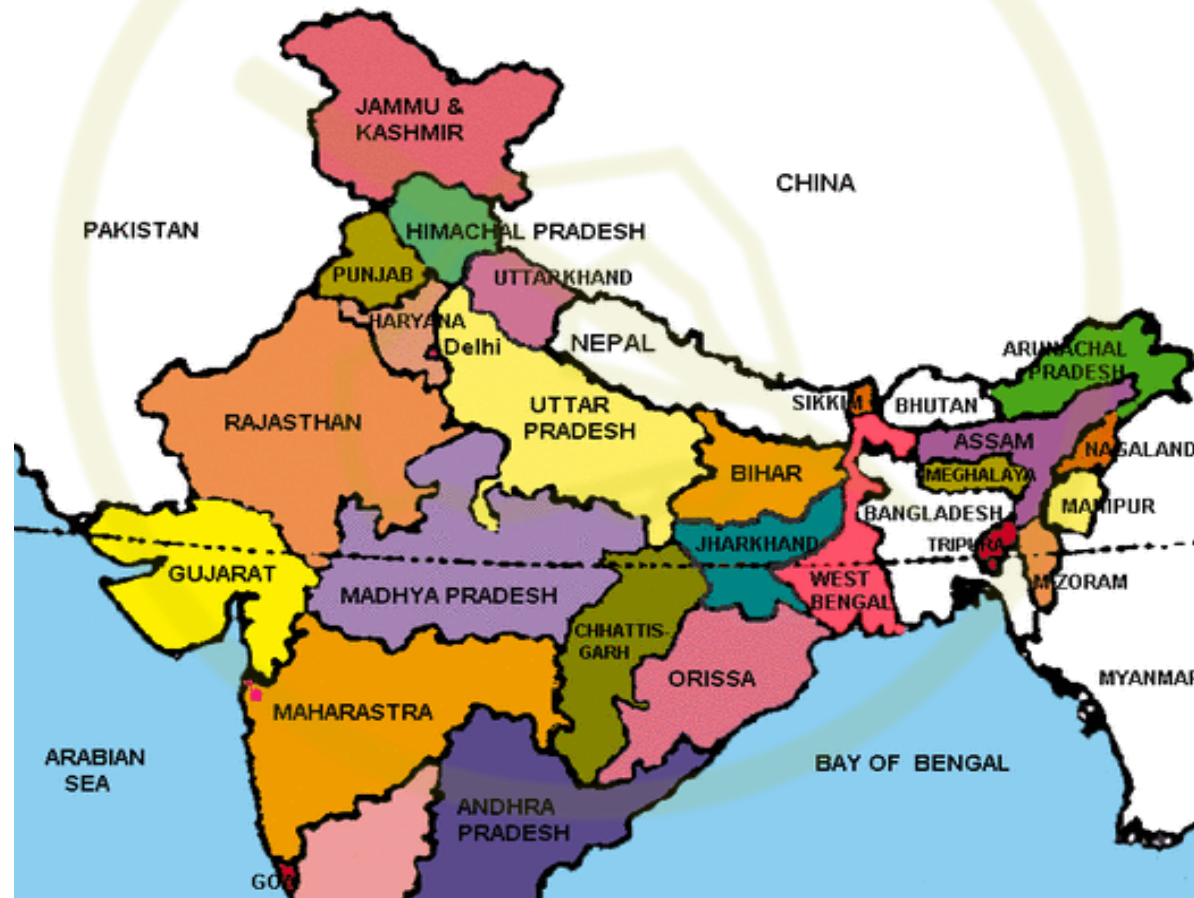 JAMMU &
KASHMIR
CHINA
PAKISTAN
HIMACHAL PRADESH
PUNJAB
UTTARKHAND
HARYANA
Delhi
NEPAL
ARUNACHAL
PRADESH
SIKKIM
BHUTAN
RAJASTHAN
UTTAR
PRADESH
ASSAM
NAGALAND
BIHAR
MEGHALAYA
MANIPUR
BANGLADESH
JHARKHAND
TRIPURA
GUJARAT
MADHYA PRADESH
WEST
BENGAL
MIZORAM
CHHATTIS-
GARH
ORISSA
MYANMAR
MAHARASTRA
ARABIAN
SEA
BAY OF BENGAL
ANDHRA
PRADESH
GOA